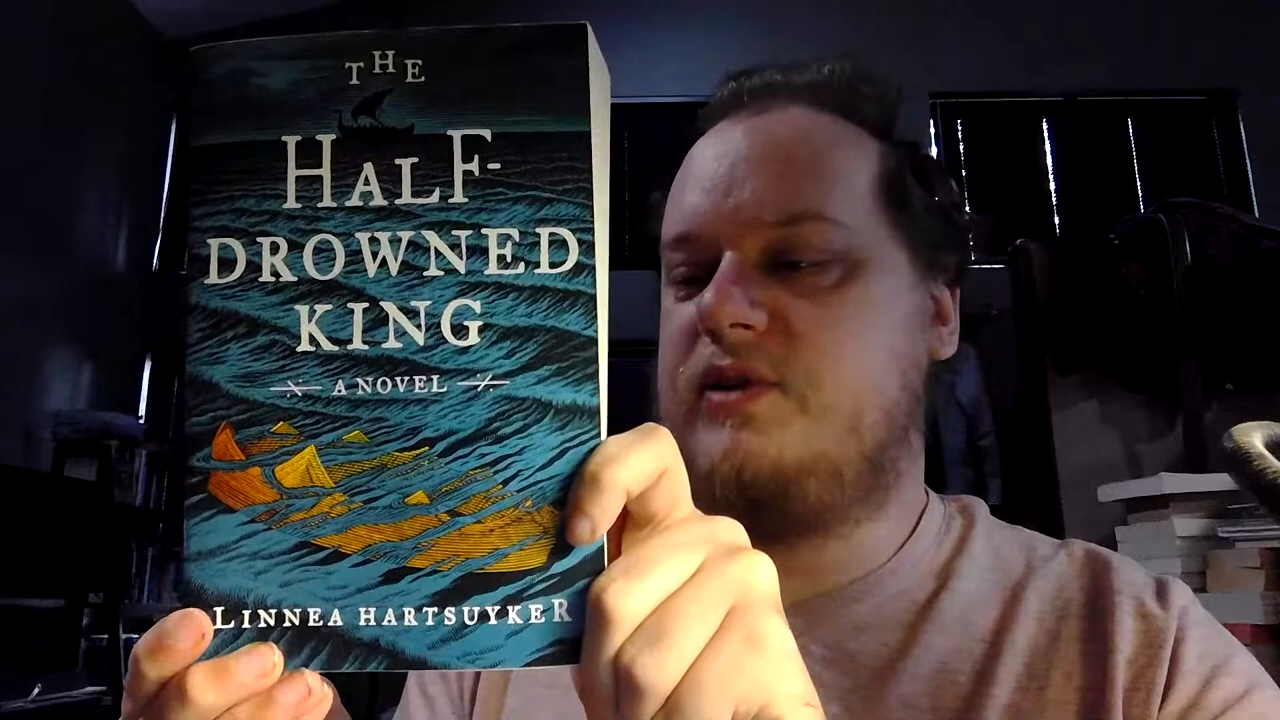 THE
HALF-
DROWNED
KING
A NOVEL
LINNEA HARTSUYKER